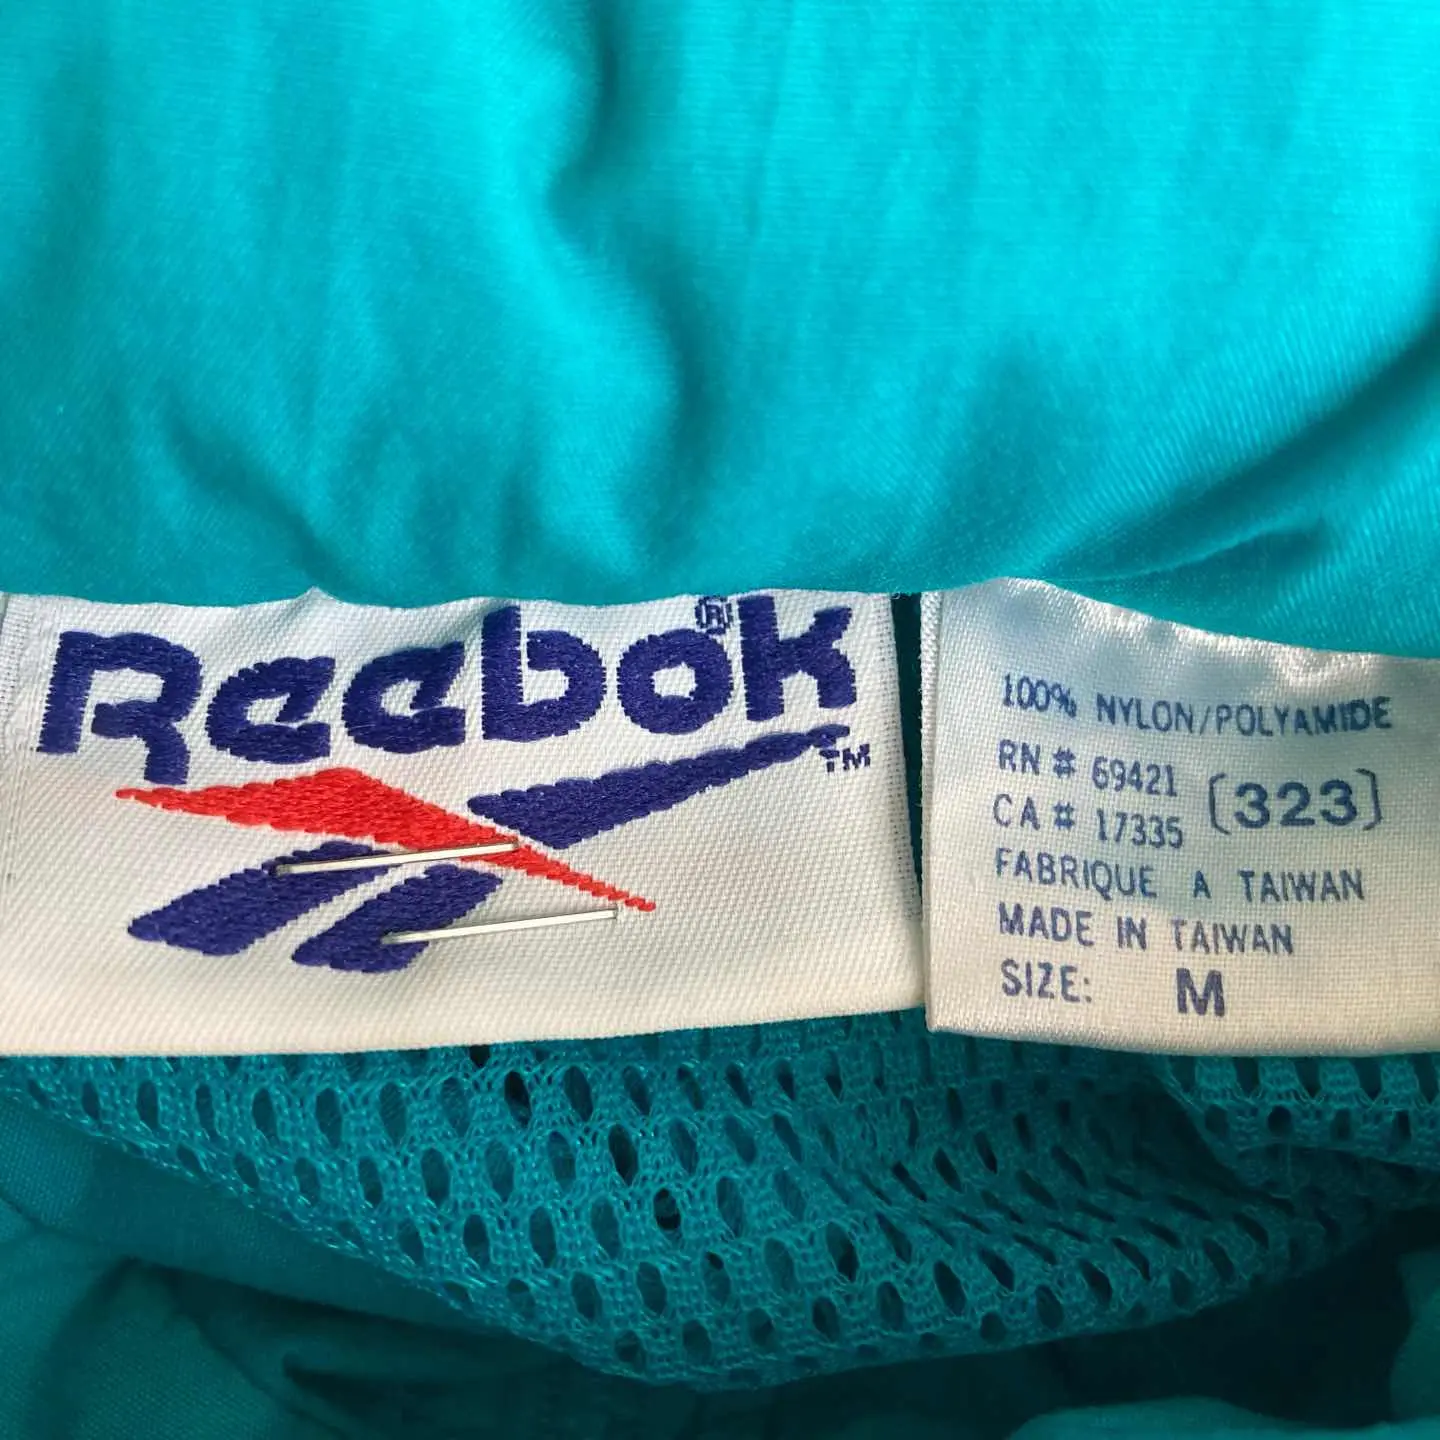 Reebok®
TM
100% NYLON/POLYAMIDE
RN # 69421
CA # 17335 (323)
FABRIQUE A TAIWAN
MADE IN TAIWAN
SIZE: M